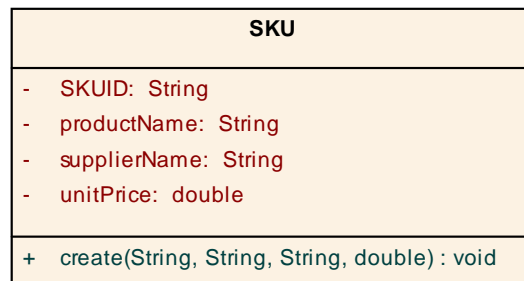 SKU
- SKUID: String
- productName: String
- supplierName: String
- unitPrice: double
+ create(String, String, String, double) : void